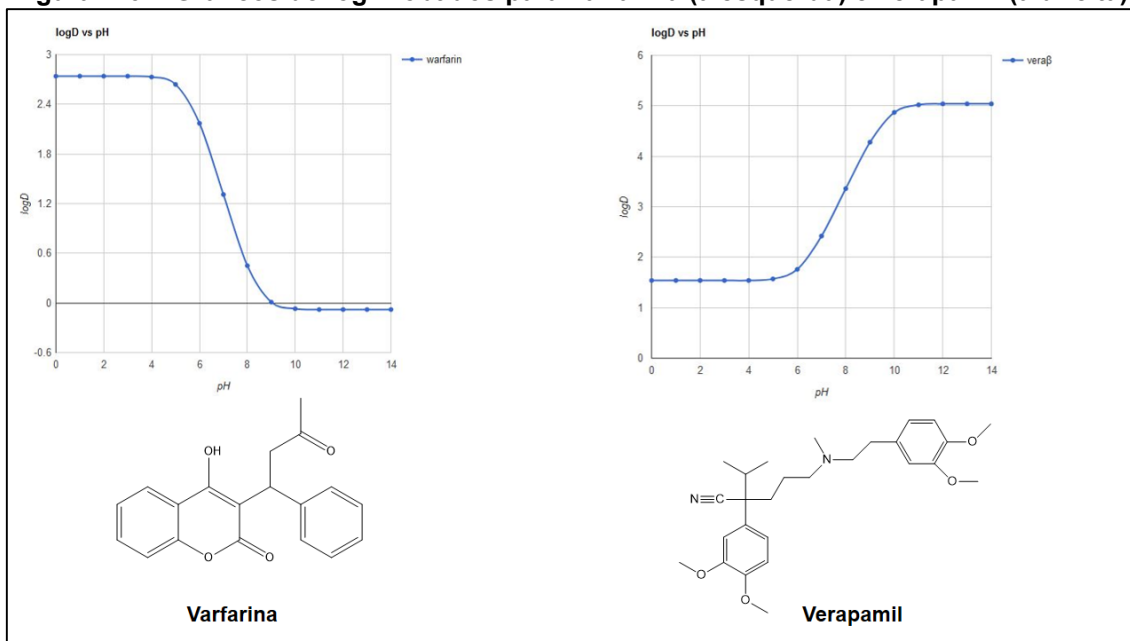 logD vs pH
warfarin
3
2.4
1.8
1.2
0.6
0
-0.6
logD
0 2 4 6 8 10 12 14
pH
OH
O
O
O
Varfarina
logD vs pH
veraβ
6
5
4
3
2
1
0
logD
0 2 4 6 8 10 12 14
pH
N
O
O
N≡C
O
O
Verapamil